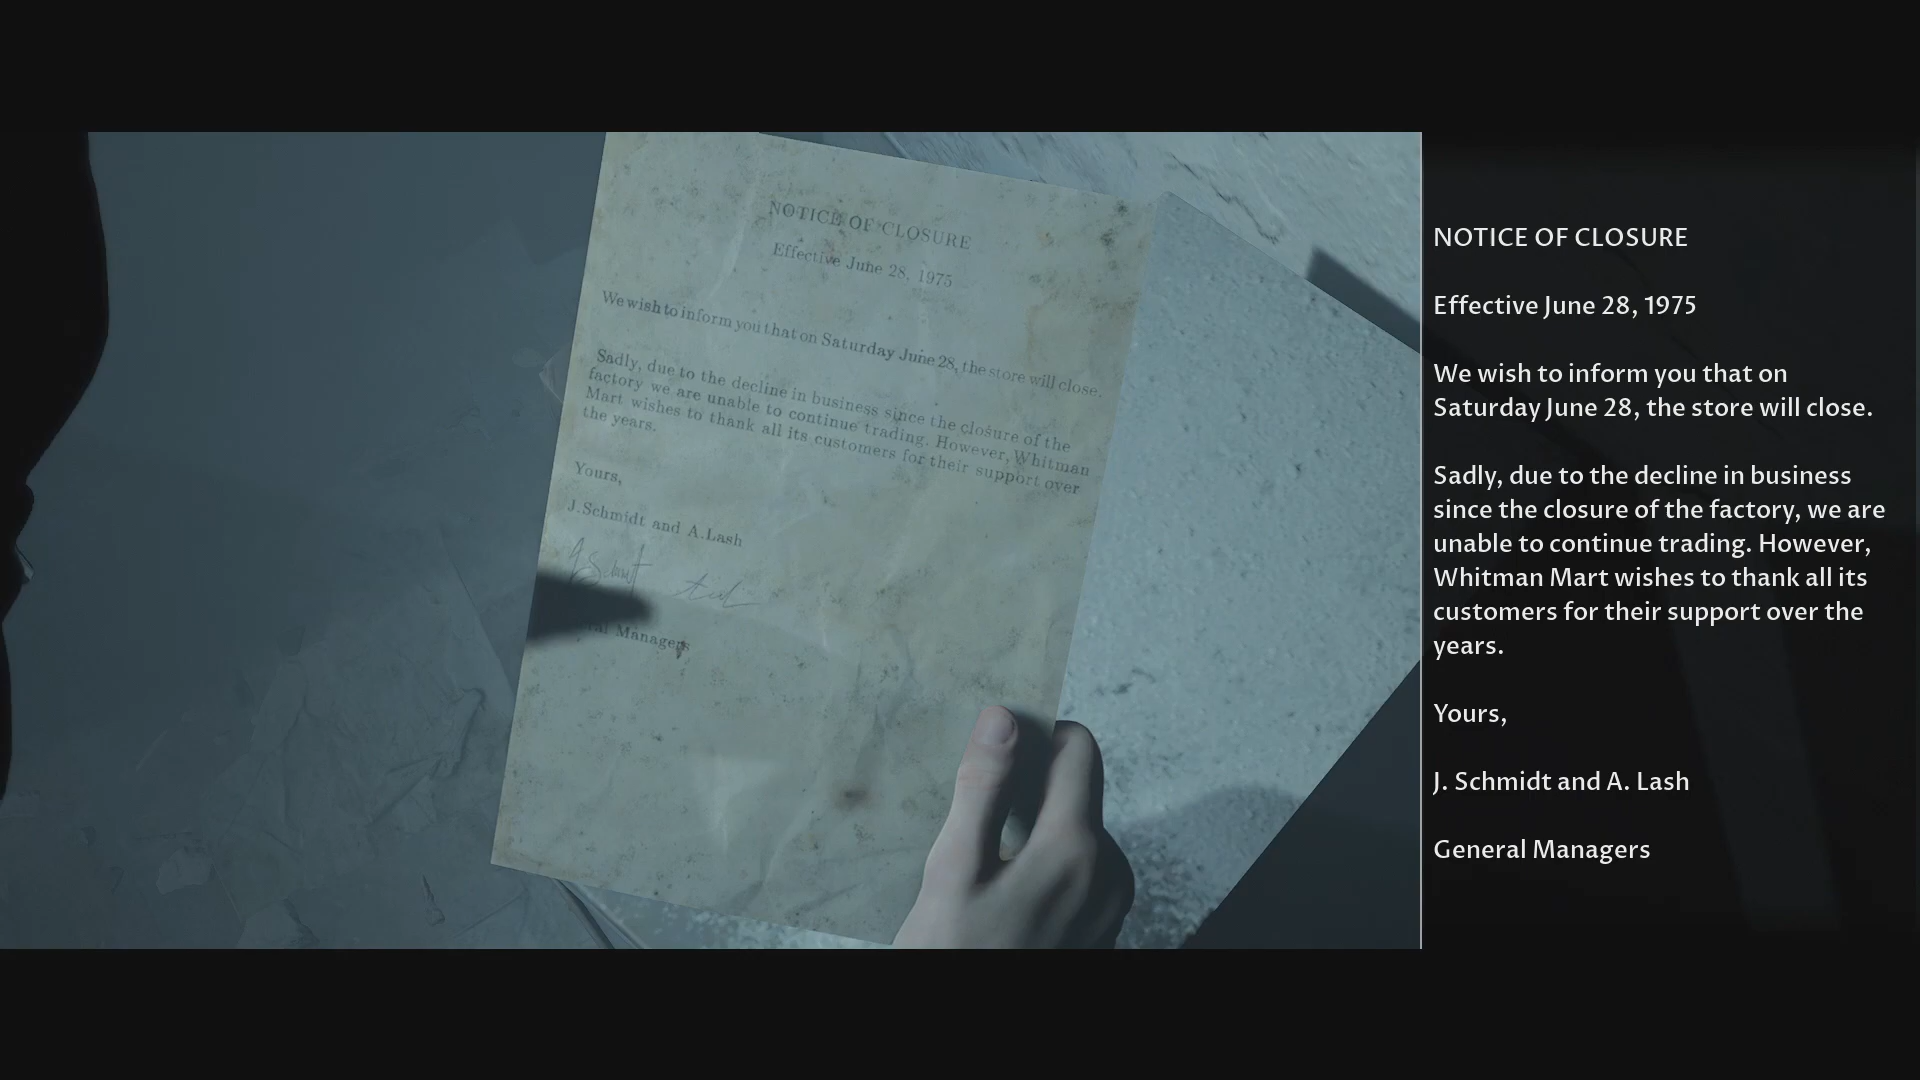 NOTICE OF CLOSURE
Effective June 28, 1975
We wish to inform you that on Saturday June 28, the store will close.
Sadly, due to the decline in business since the closure of the
factory we are unable to continue trading. However, Whitman
Mart wishes to thank all its customers for their support over
the years.
Yours,
J.Schmidt and A.Lash
Managers
NOTICE OF CLOSURE
Effective June 28, 1975
We wish to inform you that on
Saturday June 28, the store will close.
Sadly, due to the decline in business
since the closure of the factory, we are
unable to continue trading. However,
Whitman Mart wishes to thank all its
customers for their support over the
years.
Yours,
J. Schmidt and A. Lash
General Managers